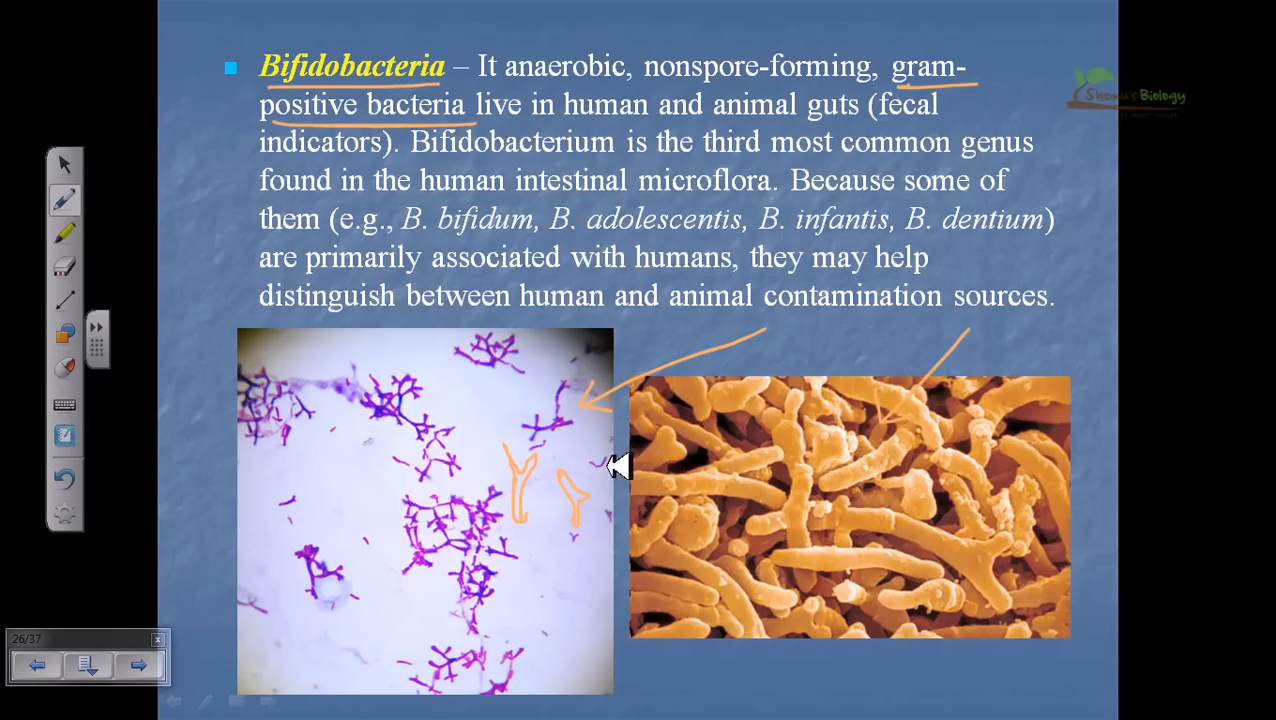 Bifidobacteria – It anaerobic, nonspore-forming, gram-
positive bacteria live in human and animal guts (fecal
indicators). Bifidobacterium is the third most common genus
found in the human intestinal microflora. Because some of
them (e.g., B. bifidum, B. adolescentis, B. infantis, B. dentium)
are primarily associated with humans, they may help
distinguish between human and animal contamination sources.
Shomu's Biology
26/37